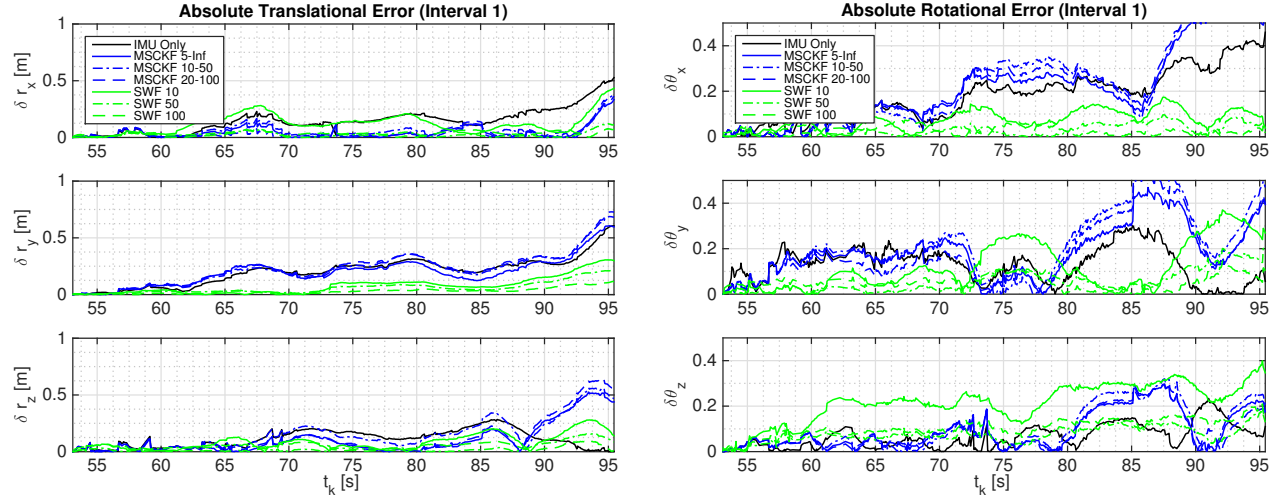 Absolute Translational Error (Interval 1)
1
0.5
0
δ r_x [m]
IMU Only
MSCKF 5-Inf
MSCKF 10-50
MSCKF 20-100
SWF 10
SWF 50
SWF 100
55 60 65 70 75 80 85 90 95
1
0.5
0
δ r_y [m]
55 60 65 70 75 80 85 90 95
1
0.5
0
δ r_z [m]
55 60 65 70 75 80 85 90 95
t_k [s]
Absolute Rotational Error (Interval 1)
0.4
0.2
0
δθ_x
IMU Only
MSCKF 5-Inf
MSCKF 10-50
MSCKF 20-100
SWF 10
SWF 50
SWF 100
55 60 65 70 75 80 85 90 95
0.4
0.2
0
δθ_y
55 60 65 70 75 80 85 90 95
0.4
0.2
0
δθ_z
55 60 65 70 75 80 85 90 95
t_k [s]